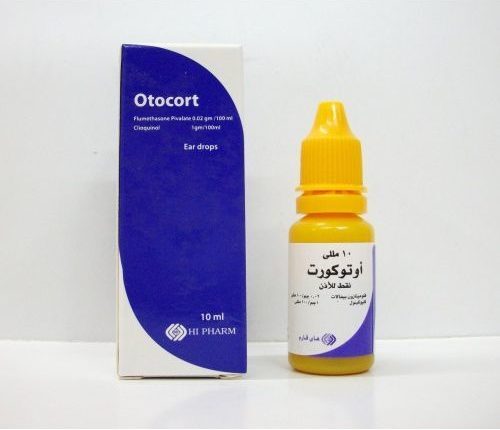 Otocort
Flumethasone Pivalate 0.02 gm /100 ml
Clioquinol 1gm/100ml
Ear drops
10 ml
HI PHARM
١٠ مللى
أوتوكورت
نقط للأذن
هاى فارم